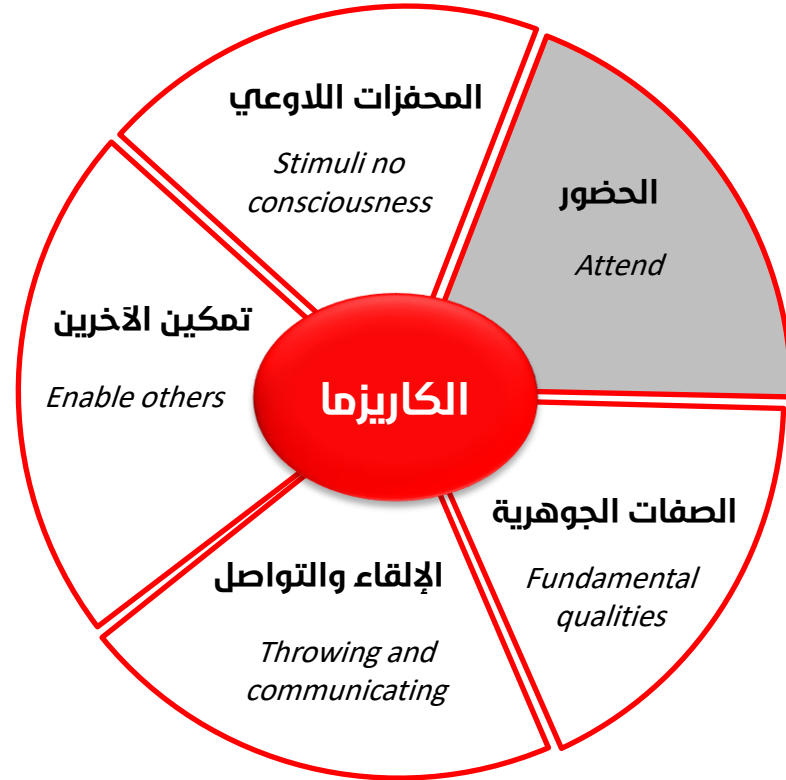 المحفزات اللاوعي
Stimuli no
consciousness
الحضور
Attend
تمكين الآخرين
Enable others
الكاريزما
الصفات الجوهرية
Fundamental
qualities
الإلقاء والتواصل
Throwing and
communicating